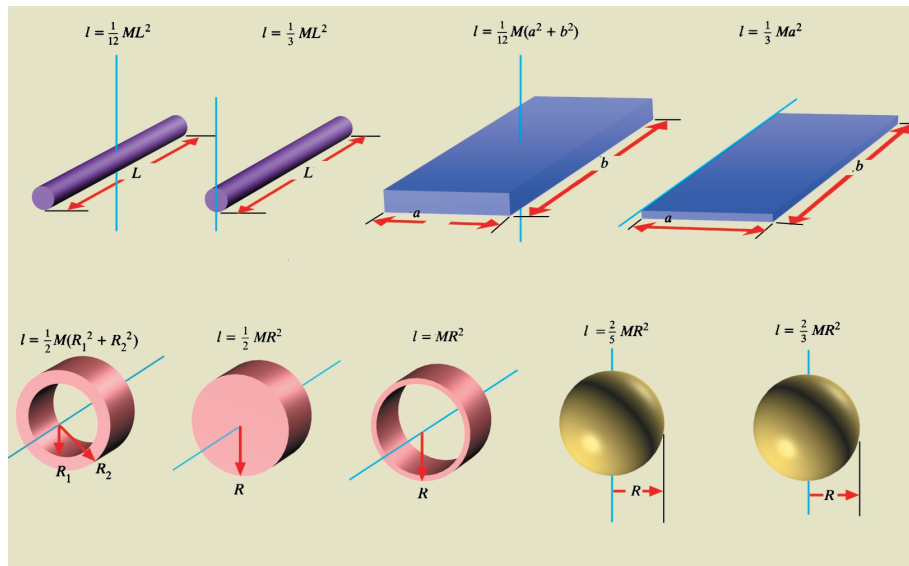 l = 1/12 ML²
l = 1/3 ML²
l = 1/12 M(a² + b²)
l = 1/3 Ma²
L
L
a
b
a
b
l = 1/2 M(R₁² + R₂²)
l = 1/2 MR²
l = MR²
l = 2/5 MR²
l = 2/3 MR²
R₁
R₂
R
R
R
R